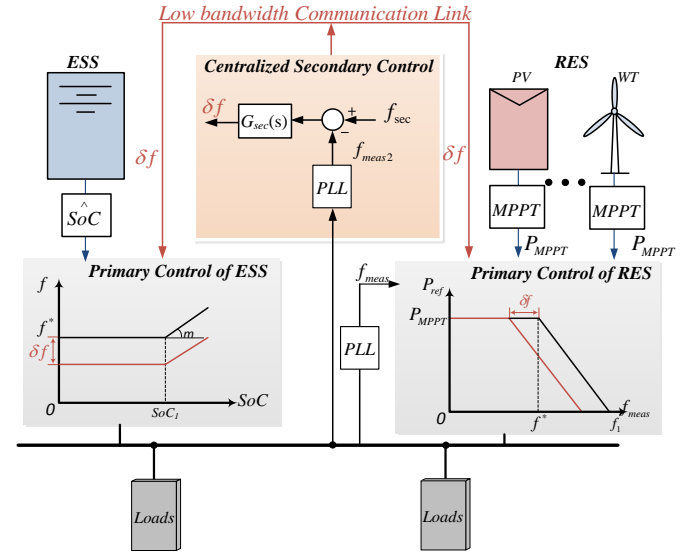 Low bandwidth Communication Link
ESS
Centralized Secondary Control
RES
PV
WT
δf
G_sec(s)
+
−
f_sec
f_meas2
PLL
δf
δf
^
SoC
MPPT
MPPT
P_MPPT
P_MPPT
Primary Control of ESS
f
f*
δf
m
0
SoC_1
SoC
f_meas
PLL
Primary Control of RES
P_ref
P_MPPT
δf
0
f*
f_1
f_meas
Loads
Loads